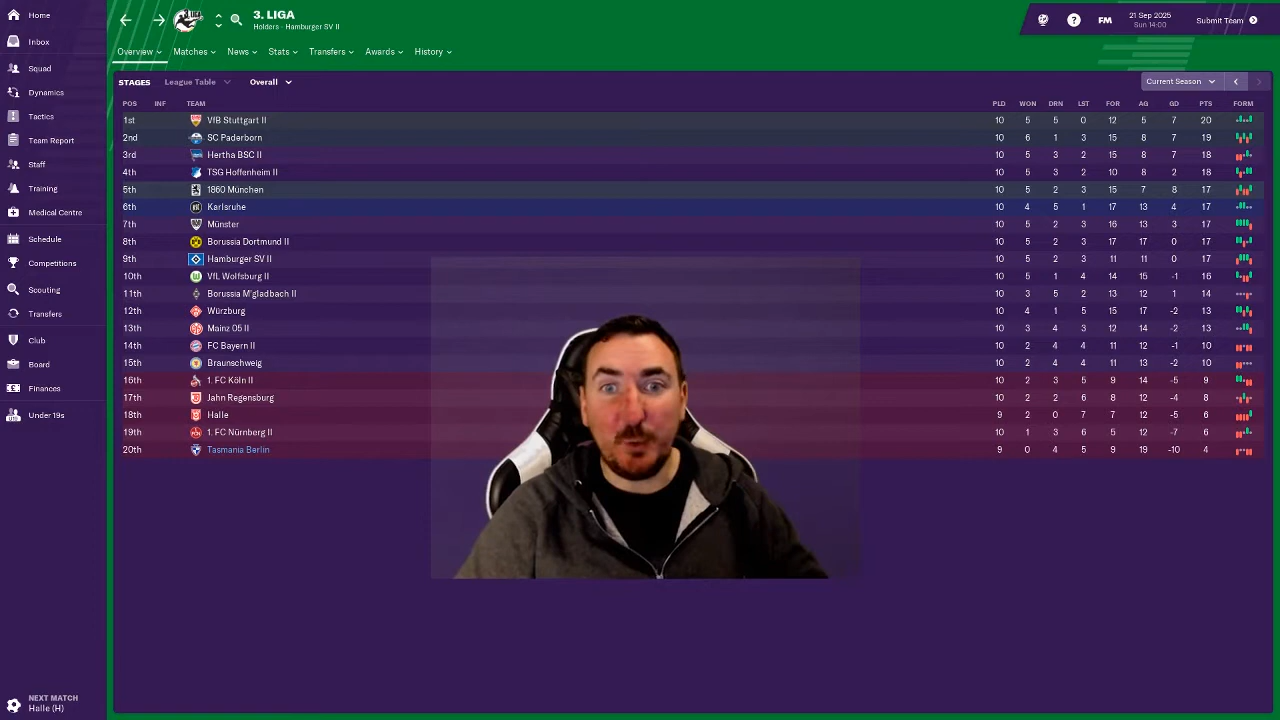 Home
Inbox
Squad
Dynamics
Tactics
Team Report
Staff
Training
Medical Centre
Schedule
Competitions
Scouting
Transfers
Club
Board
Finances
Under 19s
NEXT MATCH
Halle (H)
3. LIGA
Holders - Hamburger SV II
21 Sep 2025
Sun 14:00
FM
Submit Team
Overview Matches News Stats Transfers Awards History
STAGES League Table Overall Current Season
POS INF TEAM PLD WON DRN LST FOR AG GD PTS FORM
1st VfB Stuttgart II 10 5 5 0 12 5 7 20
2nd SC Paderborn 10 6 1 3 15 8 7 19
3rd Hertha BSC II 10 5 3 2 15 8 7 18
4th TSG Hoffenheim II 10 5 3 2 10 8 2 18
5th 1860 München 10 5 2 3 15 7 8 17
6th Karlsruhe 10 4 5 1 17 13 4 17
7th Münster 10 5 2 3 16 13 3 17
8th Borussia Dortmund II 10 5 2 3 17 17 0 17
9th Hamburger SV II 10 5 2 3 11 11 0 17
10th VfL Wolfsburg II 10 5 1 4 14 15 -1 16
11th Borussia M'gladbach II 10 3 5 2 13 12 1 14
12th Würzburg 10 4 1 5 15 17 -2 13
13th Mainz 05 II 10 3 4 3 12 14 -2 13
14th FC Bayern II 10 2 4 4 11 12 -1 10
15th Braunschweig 10 2 4 4 11 13 -2 10
16th 1. FC Köln II 10 2 3 5 9 14 -5 9
17th Jahn Regensburg 10 2 2 6 8 12 -4 8
18th Halle 9 2 0 7 7 12 -5 6
19th 1. FC Nürnberg II 10 1 3 6 5 12 -7 6
20th Tasmania Berlin 9 0 4 5 9 19 -10 4